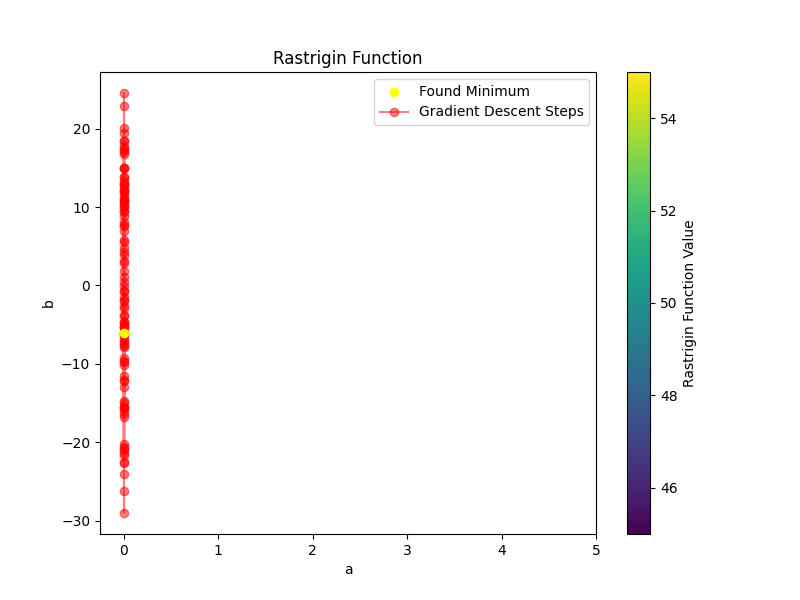 Rastrigin Function
Found Minimum
Gradient Descent Steps
20
10
0
−10
−20
−30
b
0 1 2 3 4 5
a
54
52
50
48
46
Rastrigin Function Value